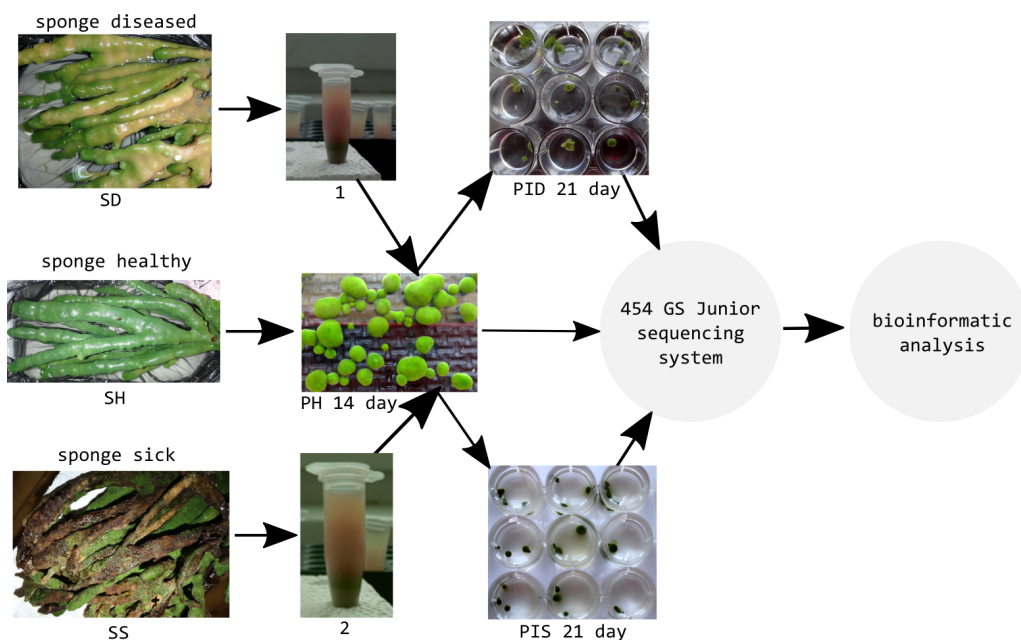 sponge diseased
SD
1
PID 21 day
sponge healthy
SH
PH 14 day
454 GS Junior
sequencing
system
bioinformatic
analysis
sponge sick
SS
2
PIS 21 day